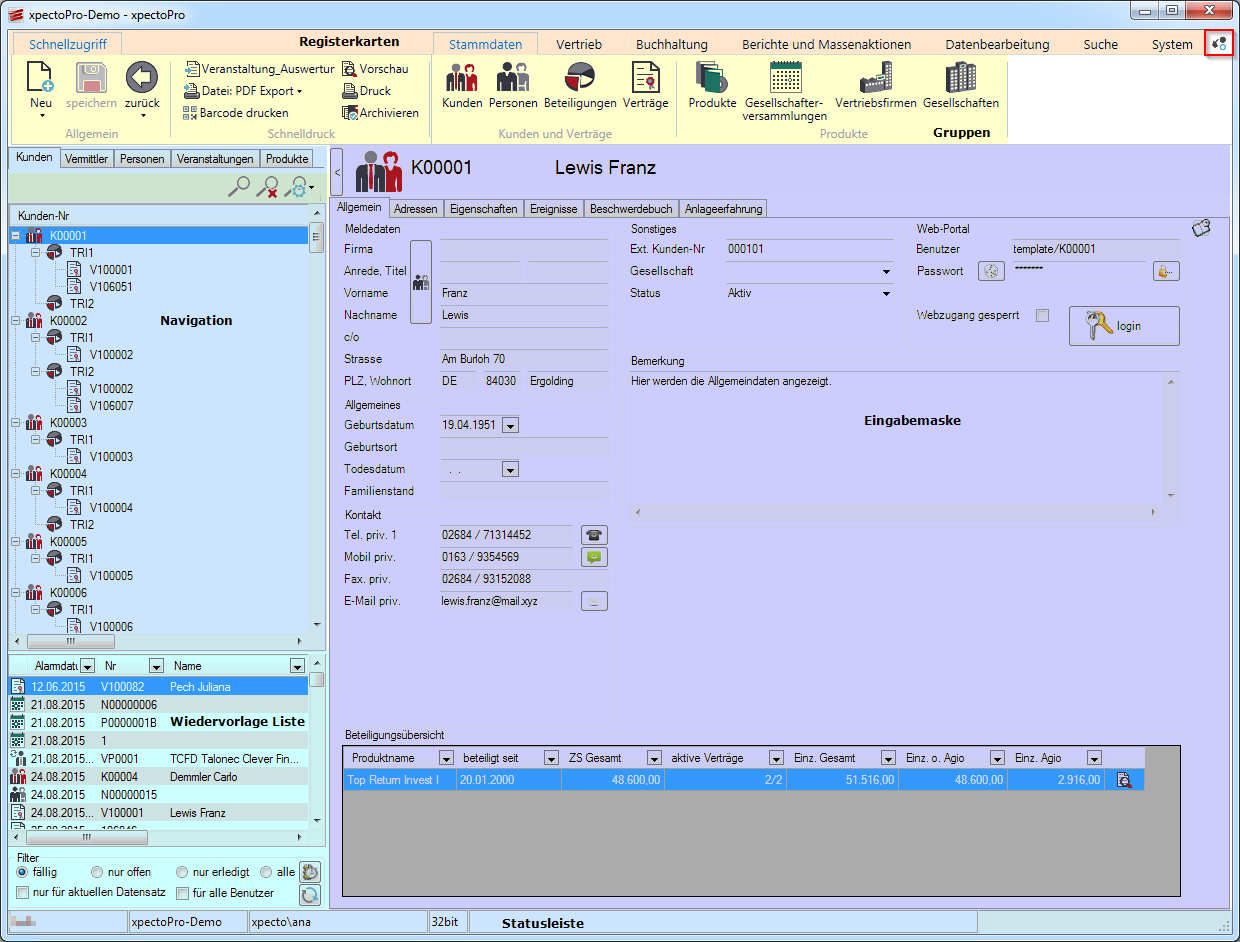 xpectoPro-Demo - xpectoPro
Schnellzugriff Registerkarten Stammdaten Vertrieb Buchhaltung Berichte und Massenaktionen Datenbearbeitung Suche System
Neu speichern zurück
Allgemein
Veranstaltung_Auswertur Vorschau
Datei: PDF Export Druck
Barcode drucken Archivieren
Schnelldruck
Kunden Personen Beteiligungen Verträge
Kunden und Verträge
Produkte Gesellschafter-
versammlungen Vertriebsfirmen Gesellschaften
Produkte Gruppen
Kunden Vermittler Personen Veranstaltungen Produkte
Kunden-Nr
K00001
TRI1
V100001
V106051
TRI2
K00002
Navigation
TRI1
V100002
TRI2
V100002
V106007
K00003
TRI1
V100003
K00004
TRI1
V100004
TRI2
K00005
TRI1
V100005
K00006
TRI1
V100006
Alarmdatu Nr Name
12.06.2015 V100082 Pech Juliana
21.08.2015 N0000006
21.08.2015 P0000001B Wiedervorlage Liste
21.08.2015 1
21.08.2015... VP0001 TCFD Talonec Clever Fin...
24.08.2015 K00004 Demmler Carlo
24.08.2015 N00000015
24.08.2015... V100001 Lewis Franz
Filter
fällig nur offen nur erledigt alle
nur für aktuellen Datensatz für alle Benutzer
< K00001 Lewis Franz
Allgemein Adressen Eigenschaften Ereignisse Beschwerdebuch Anlageerfahrung
Meldedaten
Firma
Anrede, Titel
Vorname Franz
Nachname Lewis
c/o
Strasse Am Burloh 70
PLZ, Wohnort DE 84030 Ergolding
Allgemeines
Geburtsdatum 19.04.1951
Geburtsort
Todesdatum . .
Familienstand
Kontakt
Tel. priv. 1 02684 / 71314452
Mobil priv. 0163 / 9354569
Fax. priv. 02684 / 93152088
E-Mail priv. lewis.franz@mail.xyz
Sonstiges
Ext. Kunden-Nr 000101
Gesellschaft
Status Aktiv
Web-Portal
Benutzer template/K00001
Passwort *******
Webzugang gesperrt
login
Bemerkung
Hier werden die Allgemeindaten angezeigt.
Eingabemaske
Beteiligungsübersicht
Produktname beteiligt seit ZS Gesamt aktive Verträge Einz. Gesamt Einz. o. Agio Einz. Agio
Top Return Invest I 20.01.2000 48.600,00 2/2 51.516,00 48.600,00 2.916,00
xpectoPro-Demo xpecto\ana 32bit Statusleiste